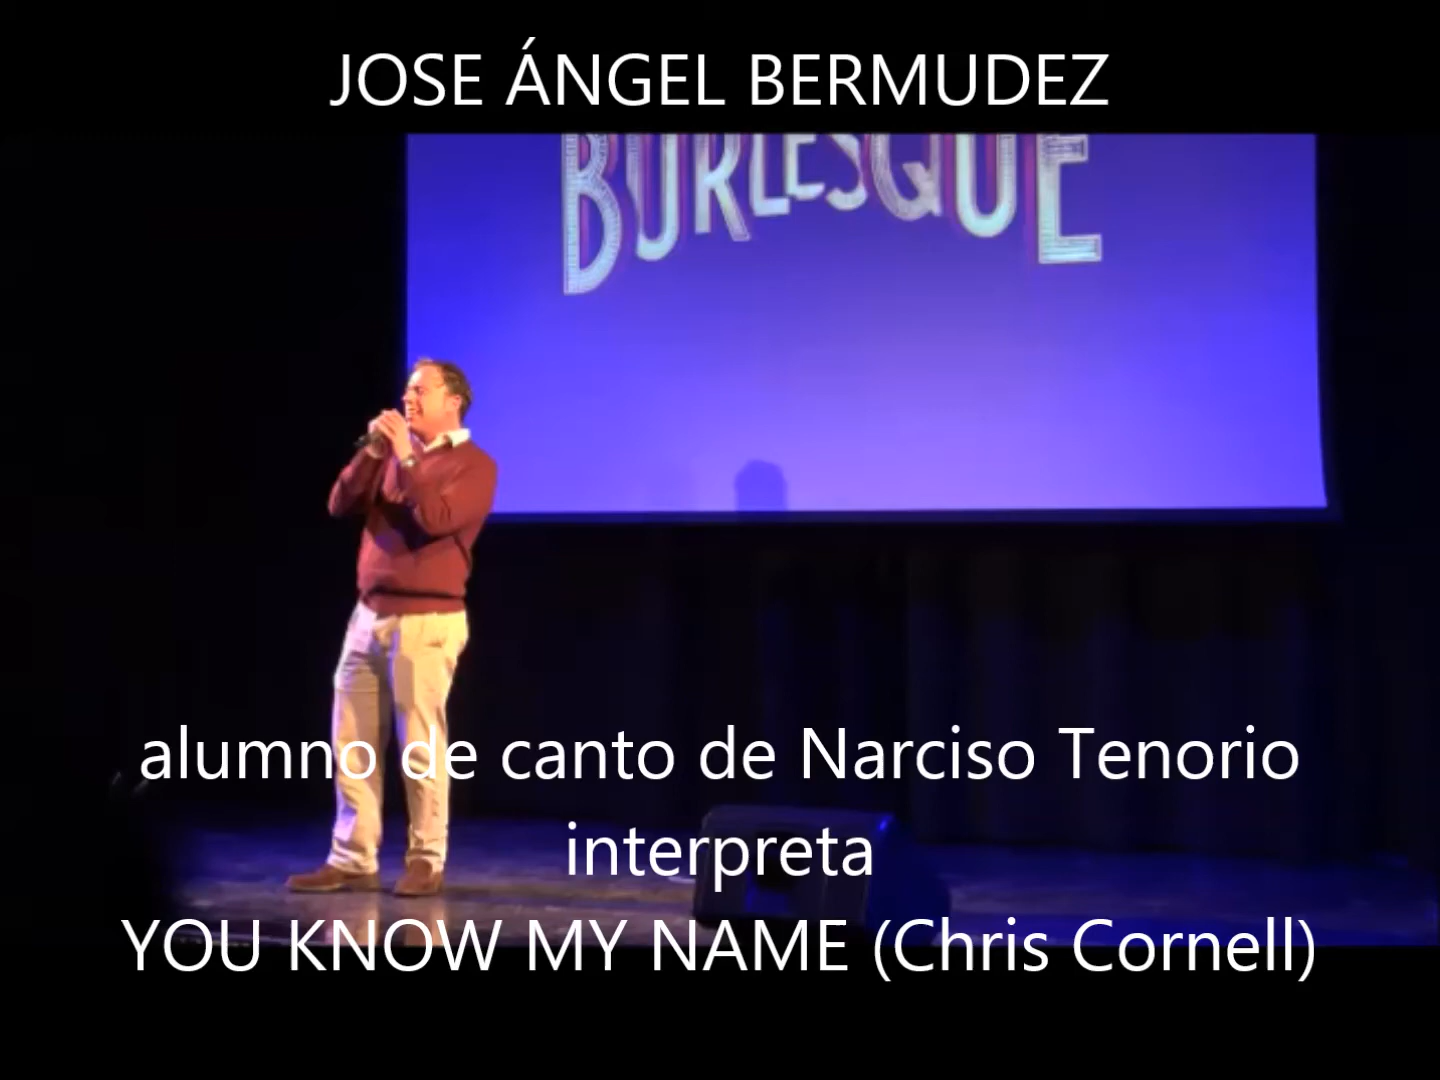 JOSE ÁNGEL BERMUDEZ
BURLESQUE
alumno de canto de Narciso Tenorio
interpreta
YOU KNOW MY NAME (Chris Cornell)